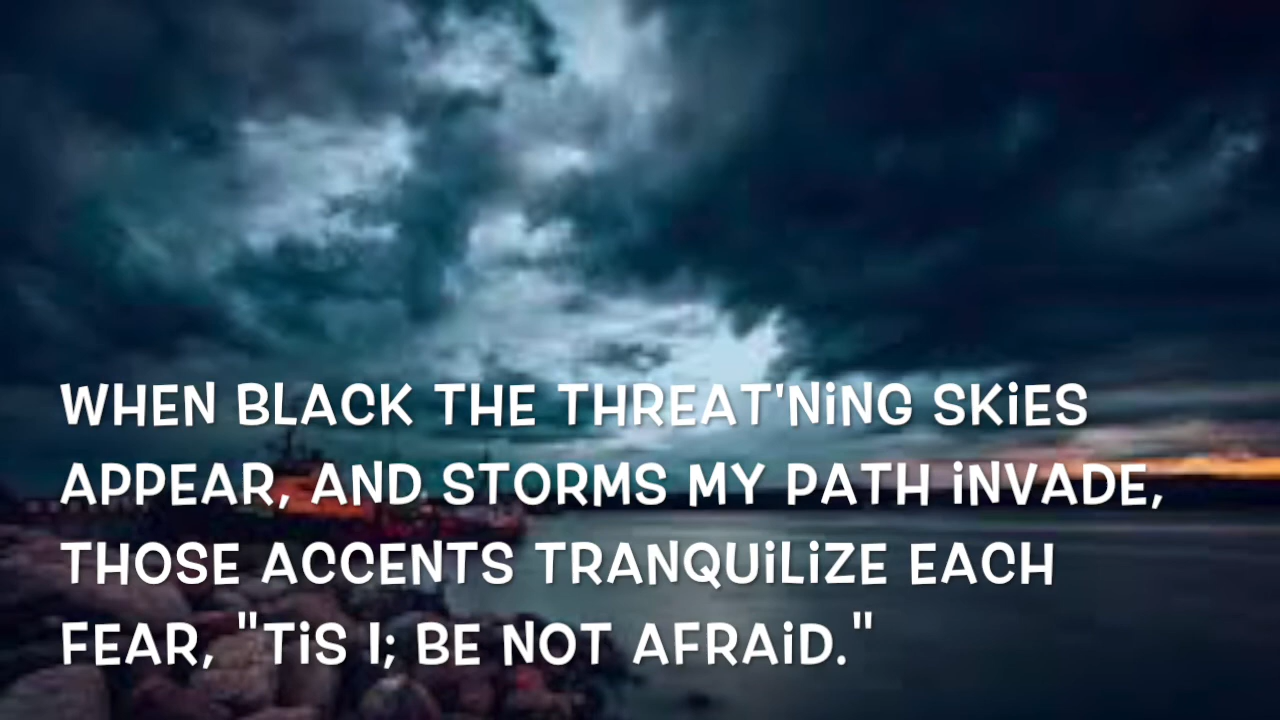 WHEN BLACK THE THREAT'NiNG SKiES
APPEAR, AND STORMS MY PATH iNVADE,
THOSE ACCENTS TRANQUiLiZE EACH
FEAR, "TiS I; BE NOT AFRAiD."